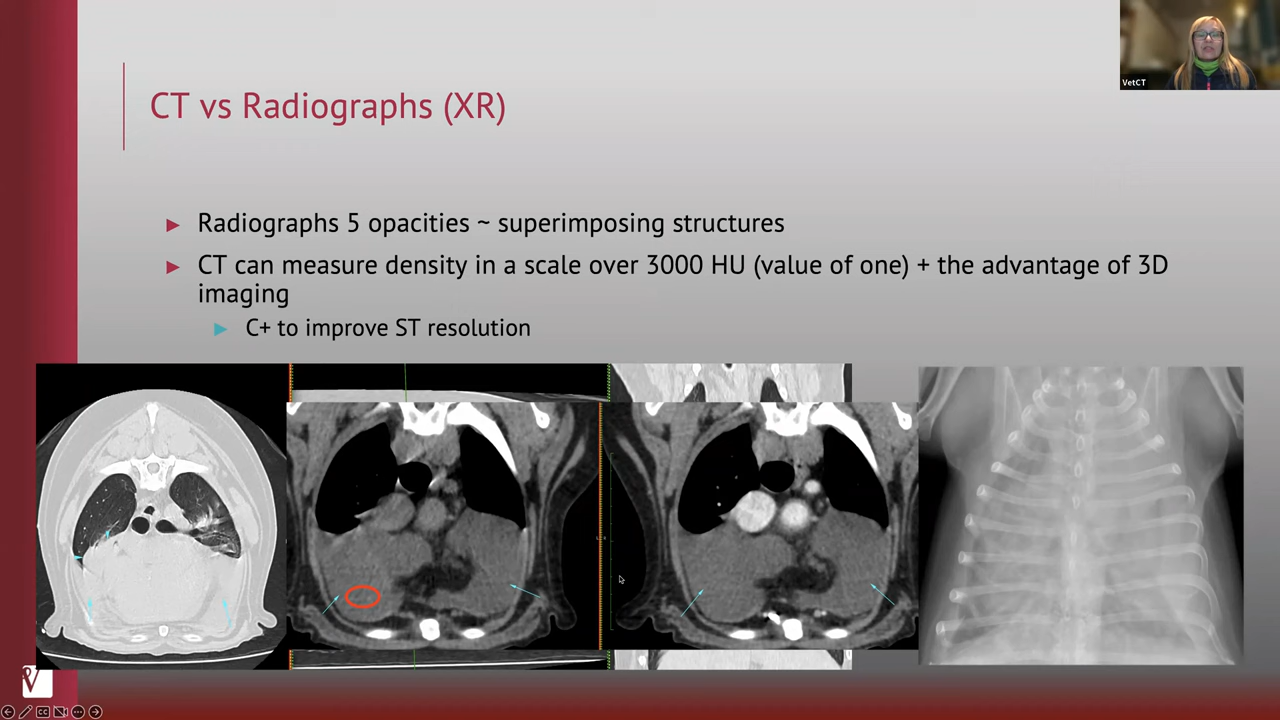 VetCT
CT vs Radiographs (XR)
Radiographs 5 opacities ~ superimposing structures
CT can measure density in a scale over 3000 HU (value of one) + the advantage of 3D
imaging
C+ to improve ST resolution